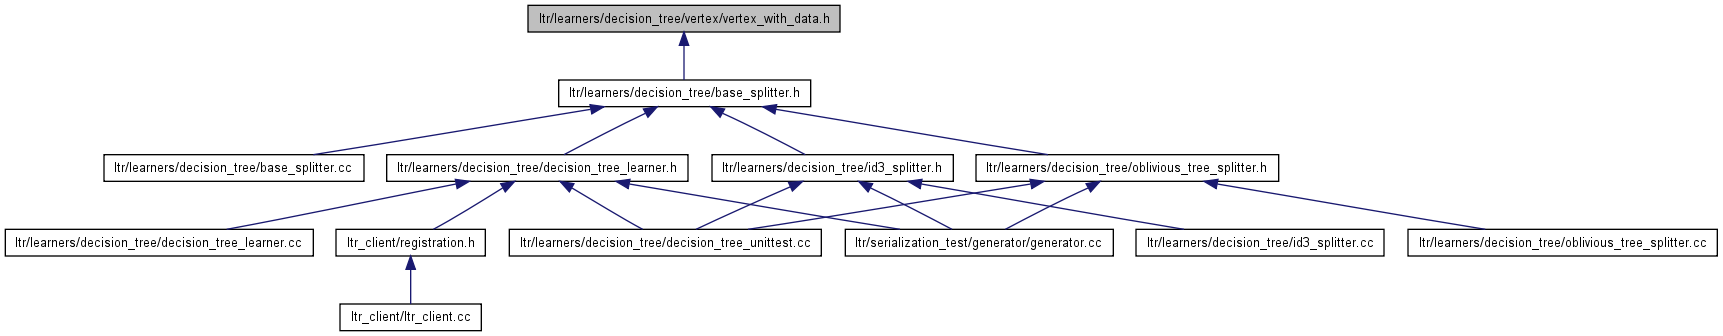 ltr/learners/decision_tree/vertex/vertex_with_data.h
ltr/learners/decision_tree/base_splitter.h
ltr/learners/decision_tree/base_splitter.cc
ltr/learners/decision_tree/decision_tree_learner.h
ltr/learners/decision_tree/id3_splitter.h
ltr/learners/decision_tree/oblivious_tree_splitter.h
ltr/learners/decision_tree/decision_tree_learner.cc
ltr_client/registration.h
ltr/learners/decision_tree/decision_tree_unittest.cc
ltr/serialization_test/generator/generator.cc
ltr/learners/decision_tree/id3_splitter.cc
ltr/learners/decision_tree/oblivious_tree_splitter.cc
ltr_client/ltr_client.cc